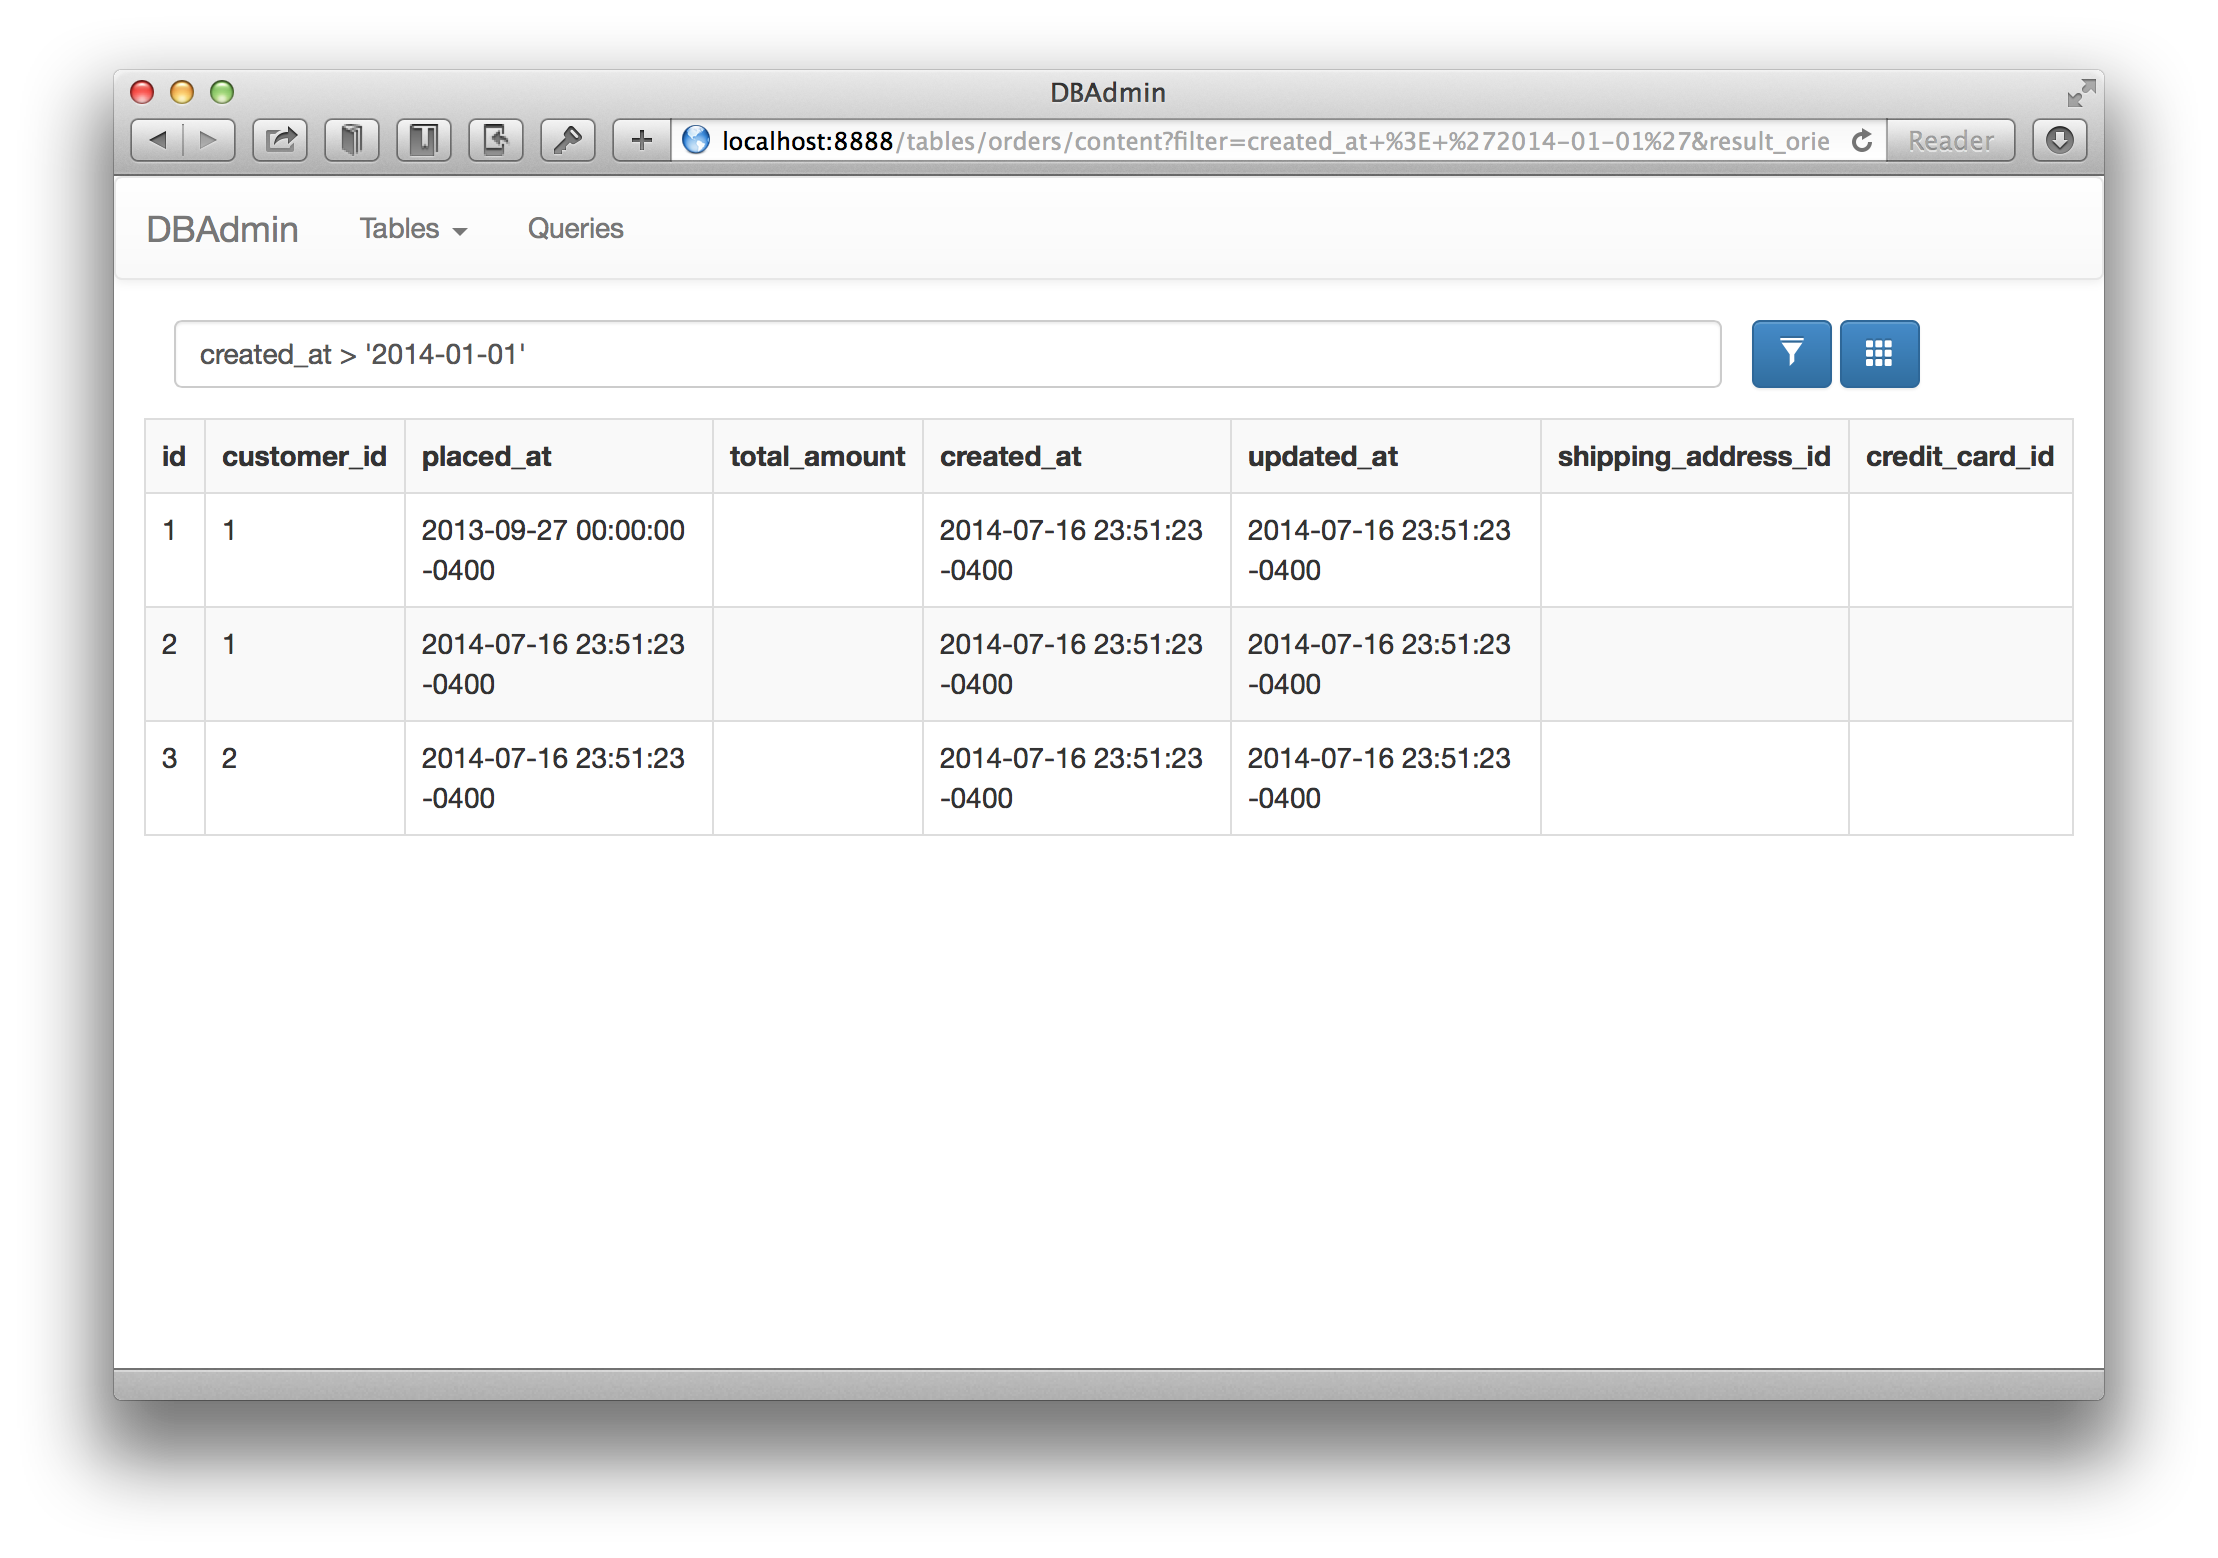 DBAdmin
localhost:8888/tables/orders/content?filter=created_at+%3E+%272014-01-01%27&result_orie
Reader
DBAdmin Tables Queries
created_at > '2014-01-01'
id customer_id placed_at total_amount created_at updated_at shipping_address_id credit_card_id
1 1 2013-09-27 00:00:00 2014-07-16 23:51:23 2014-07-16 23:51:23
-0400 -0400 -0400
2 1 2014-07-16 23:51:23 2014-07-16 23:51:23 2014-07-16 23:51:23
-0400 -0400 -0400
3 2 2014-07-16 23:51:23 2014-07-16 23:51:23 2014-07-16 23:51:23
-0400 -0400 -0400